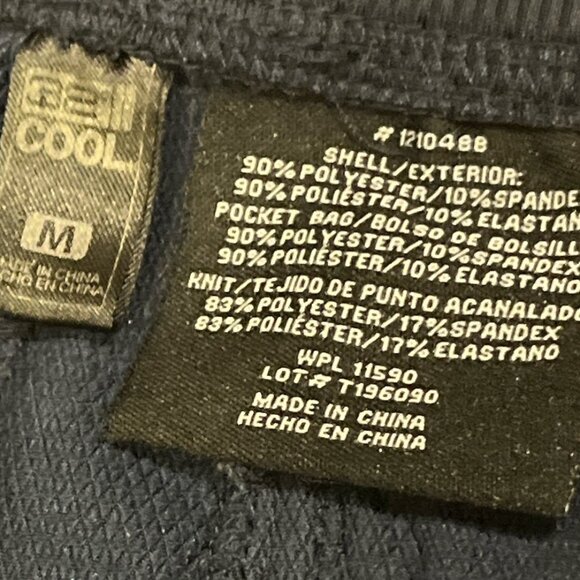 32
COOL
M
MADE IN CHINA
HECHO EN CHINA
# 1210488
SHELL/EXTERIOR:
90% POLYESTER/10% SPANDE
90% POLIÉSTER/10% ELASTAN
POCKET BAG/BOLSO DE BOLSILL
90% POLYESTER/10% SPANDEX
90% POLIÉSTER/10% ELASTANO
KNIT/TEJIDO DE PUNTO ACANALADO
83% POLYESTER/17% SPANDEX
83% POLIÉSTER/17% ELASTANO
WPL 11590
LOT# T196090
MADE IN CHINA
HECHO EN CHINA